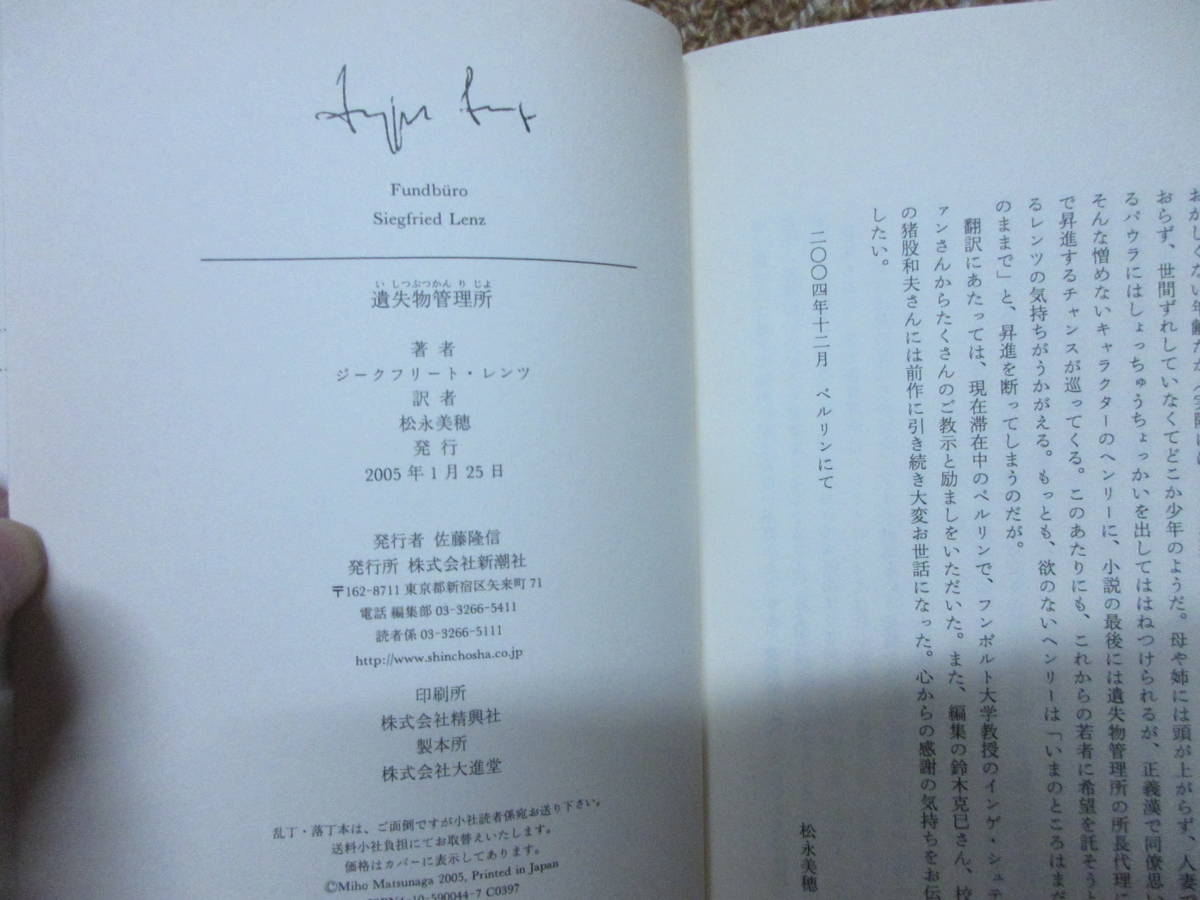 Fundbüro
Siegfried Lenz
い しつぶつかん り じよ
遺失物管理所
著 者
ジークフリート・レンツ
訳 者
松永美穂
発 行
2005 年 1 月 25 日
発行者 佐藤隆信
発行所 株式会社新潮社
〒162-8711 東京都新宿区矢来町 71
電話 編集部 03-3266-5411
読者係 03-3266-5111
http://www.shinchosha.co.jp
印刷所
株式会社精興社
製本所
株式会社大進堂
乱丁・落丁本は、ご面倒ですが小社読者係宛お送り下さい。
送料小社負担にてお取替えいたします。
価格はカバーに表示してあります。
©Miho Matsunaga 2005, Printed in Japan
4-10-590044-7 C0397
おらず、世間ずれしていなくてどこか少年のようだ。母や姉には頭が上がらず、人妻で
るパウラにはしょっちゅうちょっかいを出してははねつけられるが、正義漢で同僚思い
そんな憎めないキャラクターのヘンリーに、小説の最後には遺失物管理所の所長代理に
で昇進するチャンスが巡ってくる。このあたりにも、これからの若者に希望を託そうと
るレンツの気持ちがうかがえる。もっとも、欲のないヘンリーは「いまのところはまだ
のままで」と、昇進を断ってしまうのだが。
翻訳にあたっては、現在滞在中のベルリンで、フンボルト大学教授のインゲ・シュテ
ァンさんからたくさんのご教示と励ましをいただいた。また、編集の鈴木克巳さん、校
の猪股和夫さんには前作に引き続き大変お世話になった。心からの感謝の気持ちをお伝
したい。
二〇〇四年十二月 ベルリンにて
松永美穂